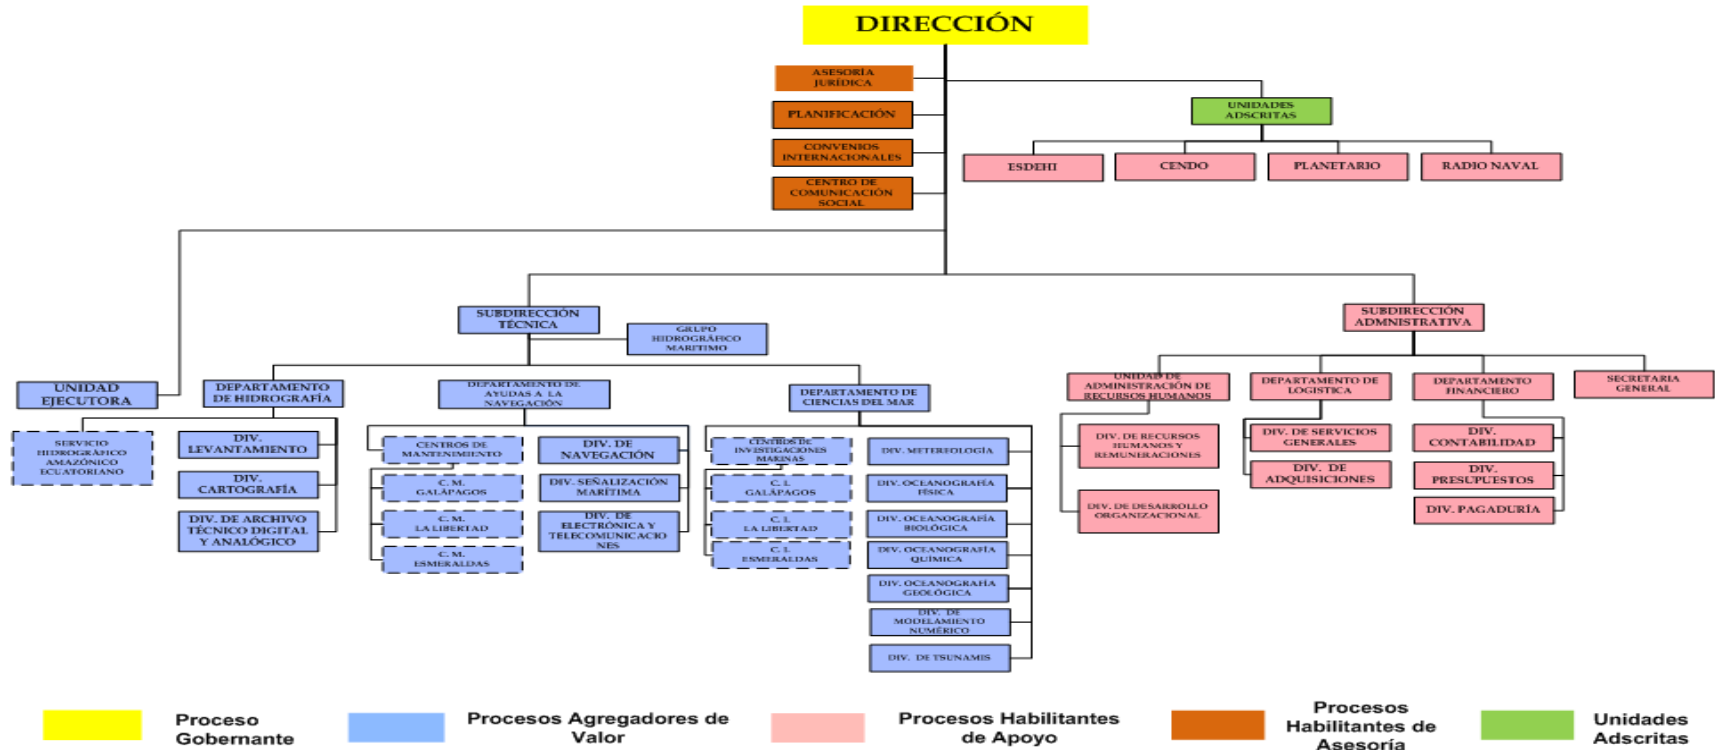 DIRECCIÓN
ASESORÍA
JURÍDICA
PLANIFICACIÓN
CONVENIOS
INTERNACIONALES
CENTRO DE
COMUNICACIÓN
SOCIAL
UNIDADES
ADSCRITAS
ESDEHI
CENDO
PLANETARIO
RADIO NAVAL
SUBDIRECCIÓN
TÉCNICA
GRUPO
HIDROGRÁFICO
MARITIMO
SUBDIRECCIÓN
ADMNISTRATIVA
UNIDAD
EJECUTORA
DEPARTAMENTO
DE HIDROGRAFÍA
DEPARTAMENTO DE
AYUDAS A LA
NAVEGACIÓN
DEPARTAMENTO DE
CIENCIAS DEL MAR
UNIDAD DE
ADMINISTRACIÓN DE
RECURSOS HUMANOS
DEPARTAMENTO DE
LOGISTICA
DEPARTAMENTO
FINANCIERO
SECRETARIA
GENERAL
SERVICIO
HIDROGRÁFICO
AMAZÓNICO
ECUATORIANO
DIV.
LEVANTAMIENTO
DIV.
CARTOGRAFÍA
DIV. DE ARCHIVO
TÉCNICO DIGITAL
Y ANALÓGICO
CENTROS DE
MANTENIMIENTO
C. M.
GALÁPAGOS
C. M.
LA LIBERTAD
C. M.
ESMERALDAS
DIV. DE
NAVEGACIÓN
DIV. SEÑALIZACIÓN
MARÍTIMA
DIV. DE
ELECTRÓNICA Y
TELECOMUNICACIO
NES
CENTROS DE
INVESTIGACIONES
MARINAS
C. I.
GALÁPAGOS
C. I.
LA LIBERTAD
C. I.
ESMERALDAS
DIV. METEREOLOGÍA
DIV. OCEANOGRAFÍA
FÍSICA
DIV. OCEANOGRAFÍA
BIOLÓGICA
DIV. OCEANOGRAFÍA
QUÍMICA
DIV. OCEANOGRAFÍA
GEOLÓGICA
DIV. DE
MODELAMIENTO
NUMÉRICO
DIV. DE TSUNAMIS
DIV. DE RECURSOS
HUMANOS Y
REMUNERACIONES
DIV. DE DESARROLLO
ORGANIZACIONAL
DIV. DE SERVICIOS
GENERALES
DIV. DE
ADQUISICIONES
DIV.
CONTABILIDAD
DIV.
PRESUPUESTOS
DIV. PAGADURÍA
Proceso
Gobernante
Procesos Agregadores de
Valor
Procesos Habilitantes
de Apoyo
Procesos
Habilitantes de
Asesoría
Unidades
Adscritas